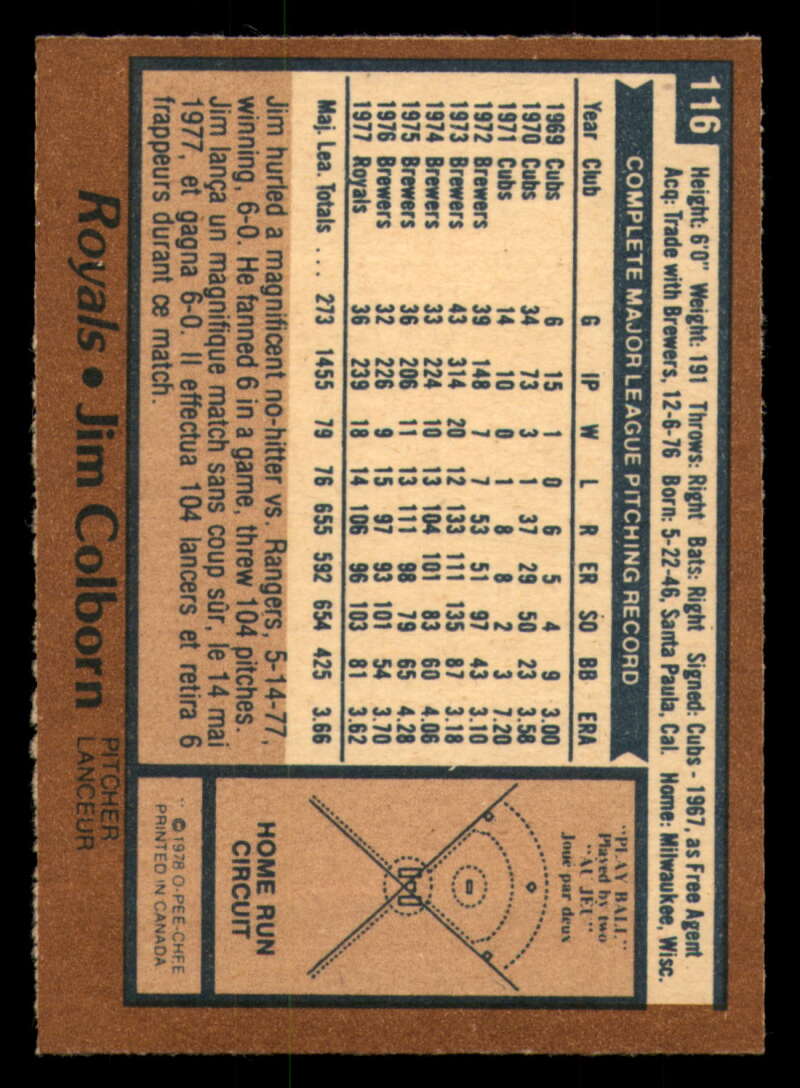 116
Height: 6'0" Weight: 191 Throws: Right Bats: Right Signed: Cubs - 1967, as Free Agent
Acq: Trade with Brewers, 12-6-76 Born: 5-22-46, Santa Paula, Cal. Home: Milwaukee, Wisc.
COMPLETE MAJOR LEAGUE PITCHING RECORD
Year Club G IP W L R ER SO BB ERA
1969 Cubs 6 15 1 0 6 5 4 9 3.00
1970 Cubs 34 73 3 1 37 29 50 23 3.58
1971 Cubs 14 10 0 1 8 8 2 3 7.20
1972 Brewers 39 148 7 7 53 51 97 43 3.10
1973 Brewers 43 314 20 12 133 111 135 87 3.18
1974 Brewers 33 224 10 13 104 101 83 60 4.06
1975 Brewers 36 206 11 13 111 98 79 65 4.28
1976 Brewers 32 226 9 15 97 93 101 54 3.70
1977 Royals 36 239 18 14 106 96 103 81 3.62
Maj. Lea. Totals ... 273 1455 79 76 655 592 654 425 3.66
Jim hurled a magnificent no-hitter vs. Rangers, 5-14-77,
winning, 6-0. He fanned 6 in a game, threw 104 pitches.
Jim lança un magnifique match sans coup sûr, le 14 mai
1977, et gagna 6-0. Il effectua 104 lancers et retira 6
frappeurs durant ce match.
"PLAY BALL"
Played by two
"AU JEU"
Joué par deux
HOME RUN
CIRCUIT
© 1978 O-PEE-CHEE
PRINTED IN CANADA
Royals • Jim Colborn
PITCHER
LANCEUR